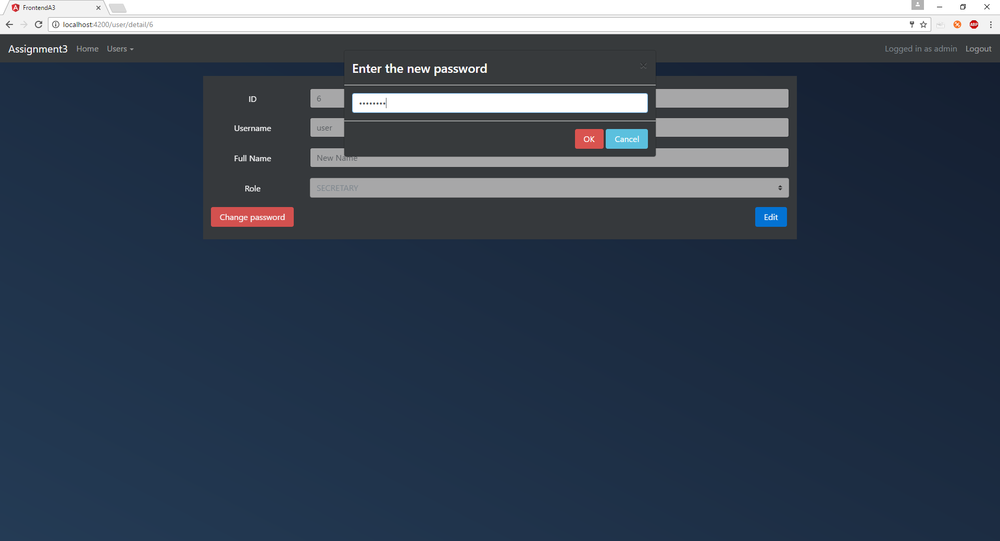 FrontendA3
localhost:4200/user/detail/6
ABP
Assignment3 Home Users Logged in as admin Logout
Enter the new password ×
••••••••
OK Cancel
ID 6
Username user
Full Name New Name
Role SECRETARY
Change password Edit